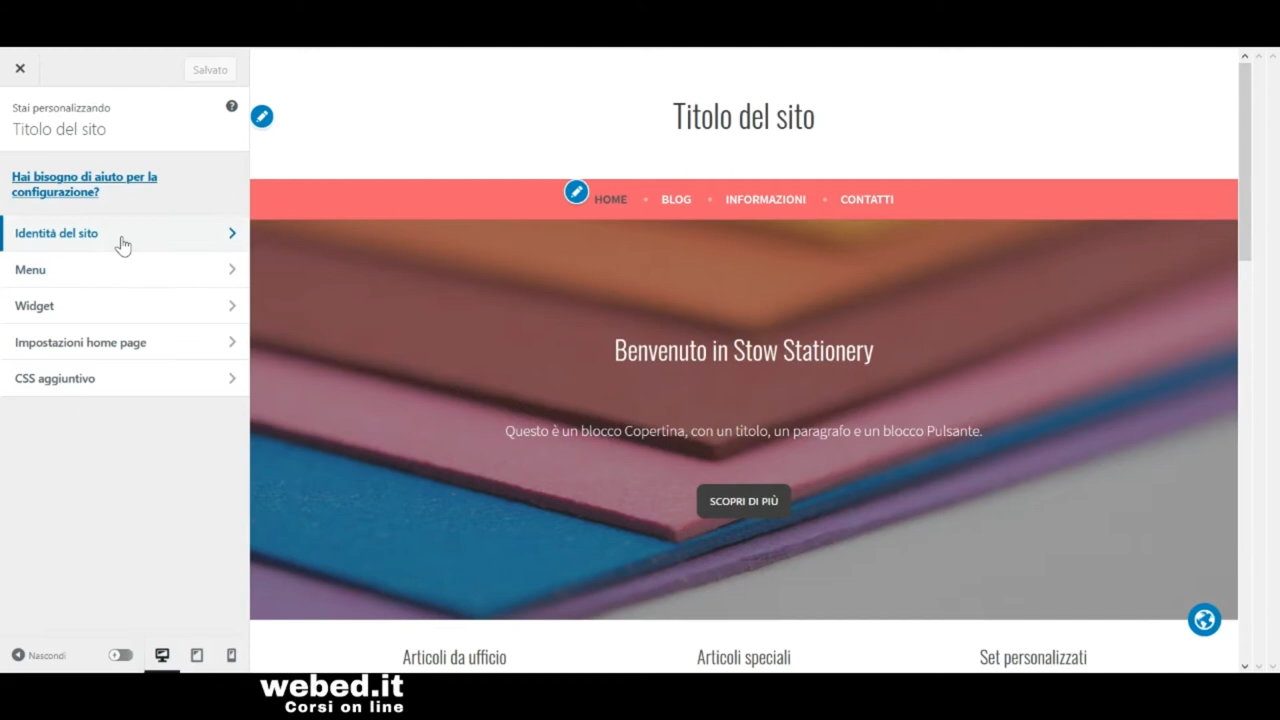 Salvato
Stai personalizzando
Titolo del sito
Hai bisogno di aiuto per la
configurazione?
Identità del sito
Menu
Widget
Impostazioni home page
CSS aggiuntivo
Nascondi
Titolo del sito
HOME • BLOG • INFORMAZIONI • CONTATTI
Benvenuto in Stow Stationery
Questo è un blocco Copertina, con un titolo, un paragrafo e un blocco Pulsante.
SCOPRI DI PIÙ
Articoli da ufficio Articoli speciali Set personalizzati
webed.it
Corsi on line